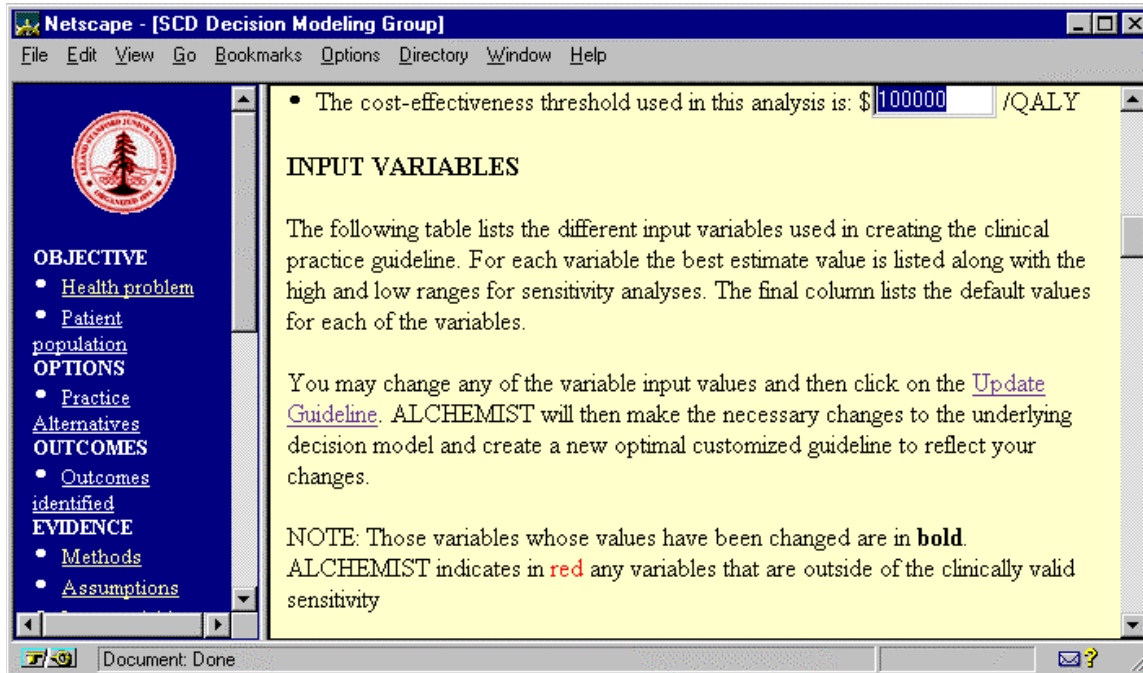 Netscape - [SCD Decision Modeling Group]
File Edit View Go Bookmarks Options Directory Window Help
LELAND STANFORD JUNIOR UNIVERSITY
ORGANIZED 1891
OBJECTIVE
• Health problem
• Patient
population
OPTIONS
• Practice
Alternatives
OUTCOMES
• Outcomes
identified
EVIDENCE
• Methods
• Assumptions
• The cost-effectiveness threshold used in this analysis is: $ 100000 /QALY
INPUT VARIABLES
The following table lists the different input variables used in creating the clinical
practice guideline. For each variable the best estimate value is listed along with the
high and low ranges for sensitivity analyses. The final column lists the default values
for each of the variables.
You may change any of the variable input values and then click on the Update
Guideline. ALCHEMIST will then make the necessary changes to the underlying
decision model and create a new optimal customized guideline to reflect your
changes.
NOTE: Those variables whose values have been changed are in bold.
ALCHEMIST indicates in red any variables that are outside of the clinically valid
sensitivity
Document: Done